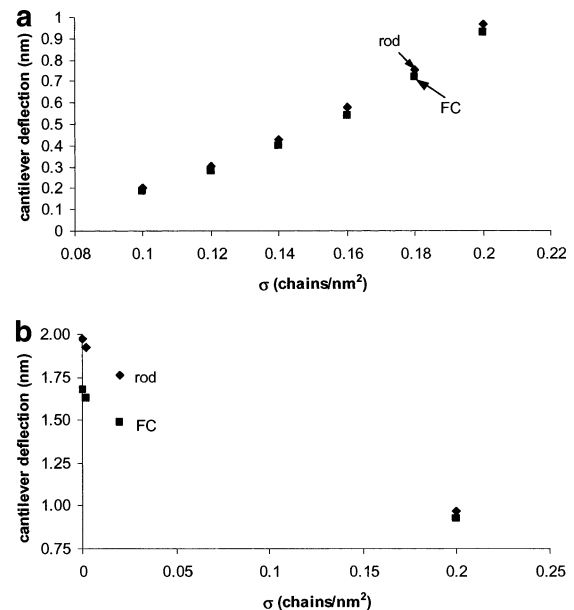 a
cantilever deflection (nm)
1
0.9
0.8
0.7
0.6
0.5
0.4
0.3
0.2
0.1
0
rod
FC
0.08 0.1 0.12 0.14 0.16 0.18 0.2 0.22
σ (chains/nm²)
b
cantilever deflection (nm)
2.00
1.75
1.50
1.25
1.00
0.75
rod
FC
0 0.05 0.1 0.15 0.2 0.25
σ (chains/nm²)